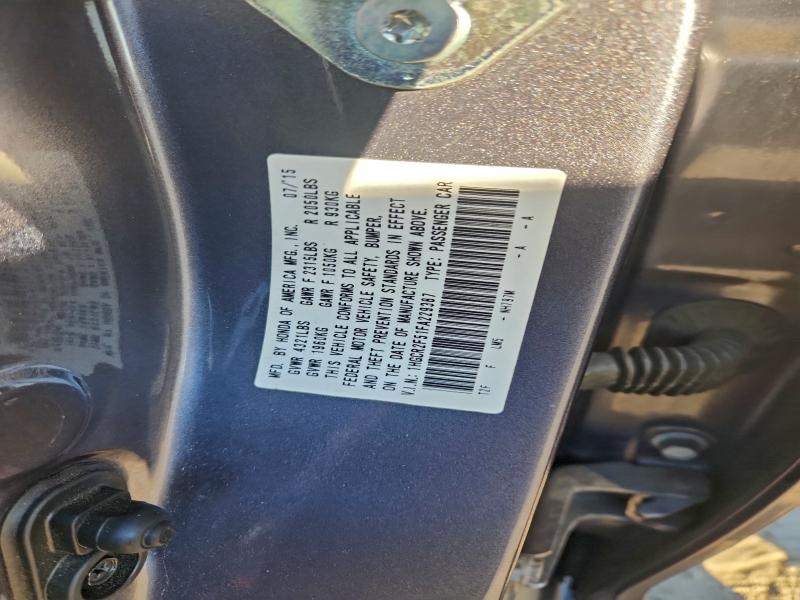 MFD. BY HONDA OF AMERICA MFG., INC. 07/'15
GVWR 4321LBS GAWR F 2315LBS R 2050LBS
GVWR 1960KG GAWR F 1050KG R 930KG
THIS VEHICLE CONFORMS TO ALL APPLICABLE
FEDERAL MOTOR VEHICLE SAFETY, BUMPER,
AND THEFT PREVENTION STANDARDS IN EFFECT
ON THE DATE OF MANUFACTURE SHOWN ABOVE.
V.I.N.: 1HGCR2F51FA229387 TYPE: PASSENGER CAR
T2F F LW5 - NH797M - A - A